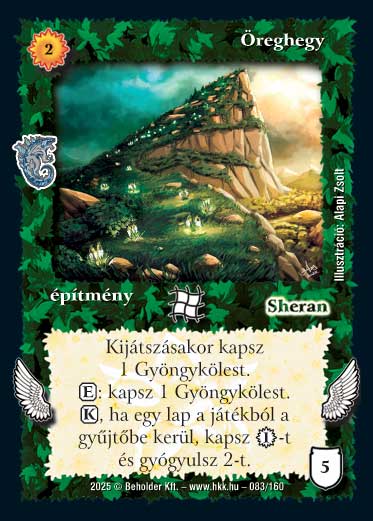 2
Öreghegy
Illusztráció: Alapi Zsolt
építmény
Sheran
Kijátszásakor kapsz
1 Gyöngykölest.
E: kapsz 1 Gyöngykölest.
K, ha egy lap a játékból a
gyűjtőbe kerül, kapsz 1-t
és gyógyulsz 2-t.
5
2025 © Beholder Kft. – www.hkk.hu – 083/160